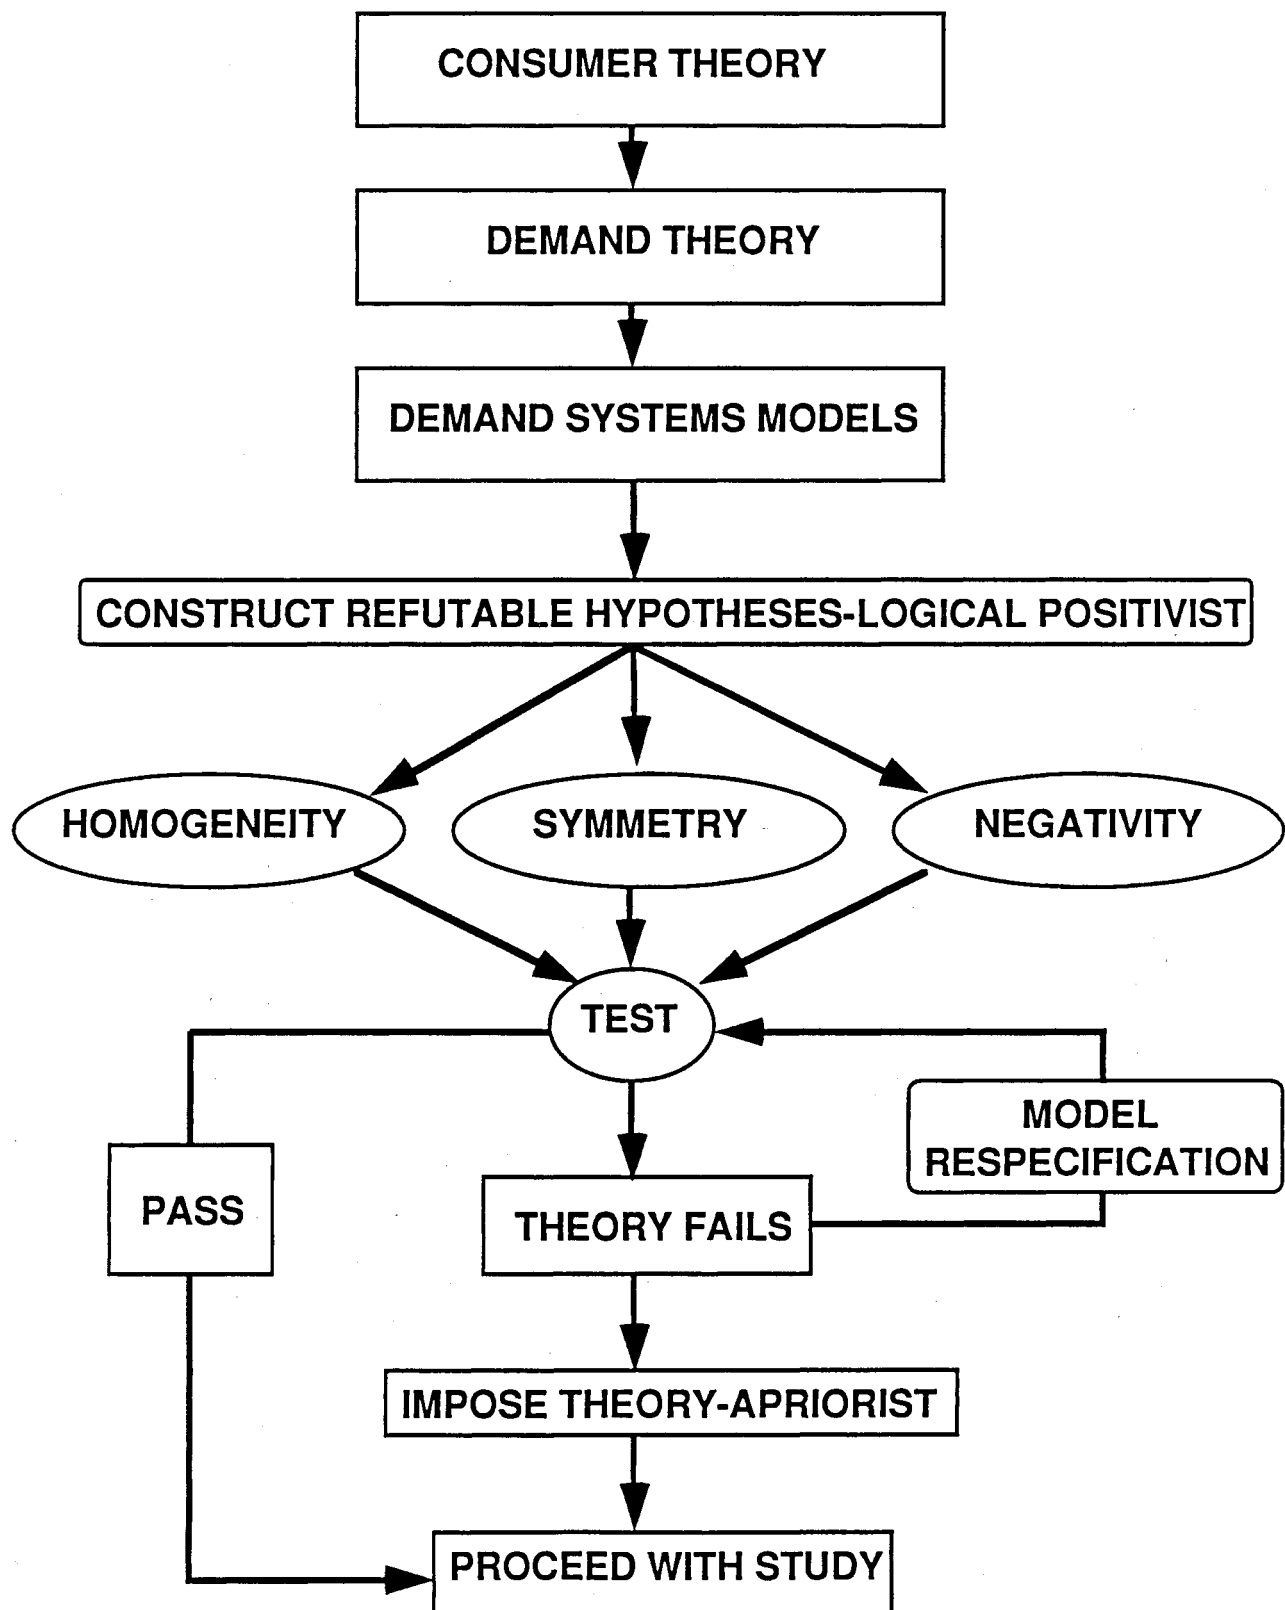 CONSUMER THEORY
DEMAND THEORY
DEMAND SYSTEMS MODELS
CONSTRUCT REFUTABLE HYPOTHESES-LOGICAL POSITIVIST
HOMOGENEITY
SYMMETRY
NEGATIVITY
TEST
MODEL
RESPECIFICATION
PASS
THEORY FAILS
IMPOSE THEORY-APRIORIST
PROCEED WITH STUDY